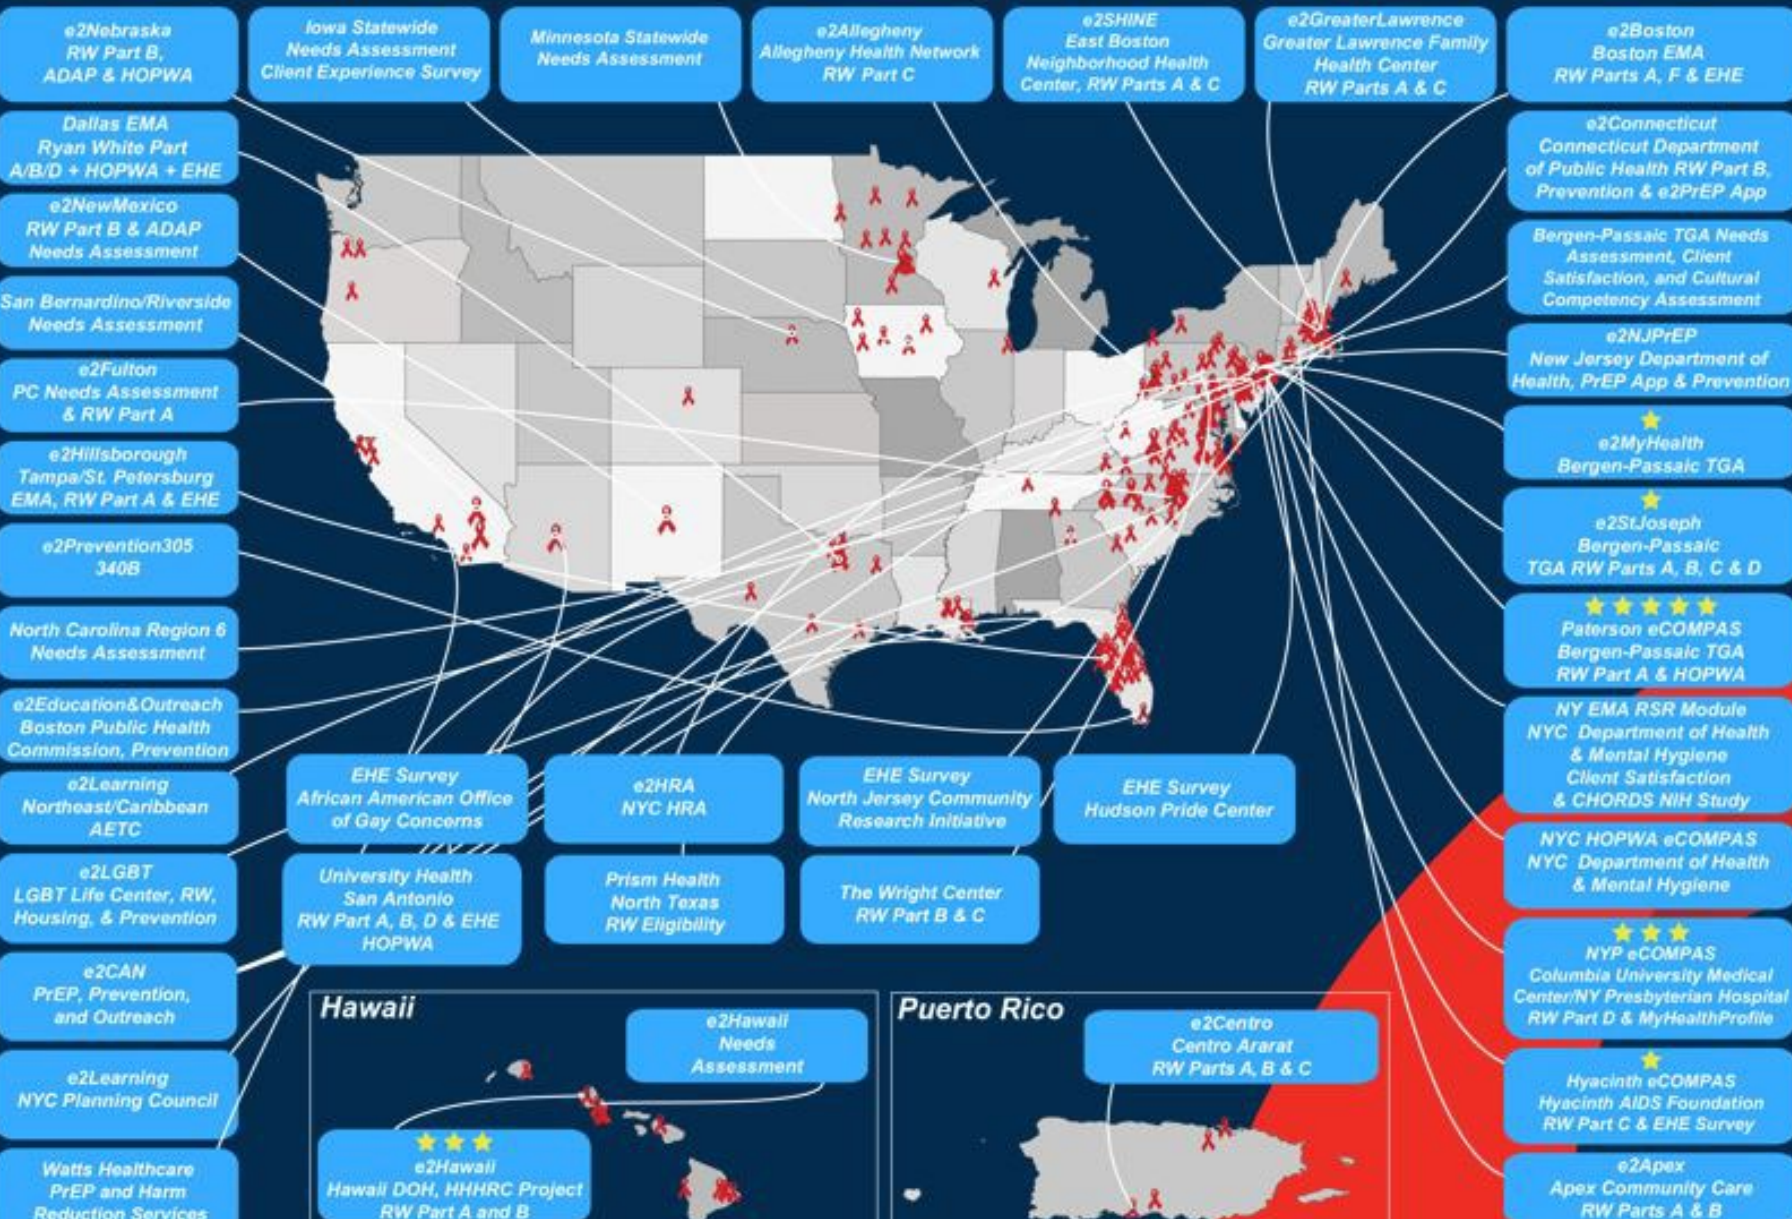 e2Nebraska
RW Part B,
ADAP & HOPWA
Iowa Statewide
Needs Assessment
Client Experience Survey
Minnesota Statewide
Needs Assessment
e2Allegheny
Allegheny Health Network
RW Part C
e2SHINE
East Boston
Neighborhood Health
Center, RW Parts A & C
e2GreaterLawrence
Greater Lawrence Family
Health Center
RW Parts A & C
e2Boston
Boston EMA
RW Parts A, F & EHE
Dallas EMA
Ryan White Part
A/B/D + HOPWA + EHE
e2NewMexico
RW Part B & ADAP
Needs Assessment
San Bernardino/Riverside
Needs Assessment
e2Fulton
PC Needs Assessment
& RW Part A
e2Hillsborough
Tampa/St. Petersburg
EMA, RW Part A & EHE
e2Prevention305
340B
North Carolina Region 6
Needs Assessment
e2Education&Outreach
Boston Public Health
Commission, Prevention
e2Learning
Northeast/Caribbean
AETC
e2LGBT
LGBT Life Center, RW,
Housing, & Prevention
e2CAN
PrEP, Prevention,
and Outreach
e2Learning
NYC Planning Council
Watts Healthcare
PrEP and Harm
Reduction Services
EHE Survey
African American Office
of Gay Concerns
e2HRA
NYC HRA
EHE Survey
North Jersey Community
Research Initiative
EHE Survey
Hudson Pride Center
University Health
San Antonio
RW Part A, B, D & EHE
HOPWA
Prism Health
North Texas
RW Eligibility
The Wright Center
RW Part B & C
Hawaii
e2Hawaii
Needs
Assessment
e2Hawaii
Hawaii DOH, HHHRC Project
RW Part A and B
Puerto Rico
e2Centro
Centro Ararat
RW Parts A, B & C
e2Connecticut
Connecticut Department
of Public Health RW Part B,
Prevention & e2PrEP App
Bergen-Passaic TGA Needs
Assessment, Client
Satisfaction, and Cultural
Competency Assessment
e2NJPrEP
New Jersey Department of
Health, PrEP App & Prevention
e2MyHealth
Bergen-Passaic TGA
e2StJoseph
Bergen-Passaic
TGA RW Parts A, B, C & D
Paterson eCOMPAS
Bergen-Passaic TGA
RW Part A & HOPWA
NY EMA RSR Module
NYC Department of Health
& Mental Hygiene
Client Satisfaction
& CHORDS NIH Study
NYC HOPWA eCOMPAS
NYC Department of Health
& Mental Hygiene
NYP eCOMPAS
Columbia University Medical
Center/NY Presbyterian Hospital
RW Part D & MyHealthProfile
Hyacinth eCOMPAS
Hyacinth AIDS Foundation
RW Part C & EHE Survey
e2Apex
Apex Community Care
RW Parts A & B